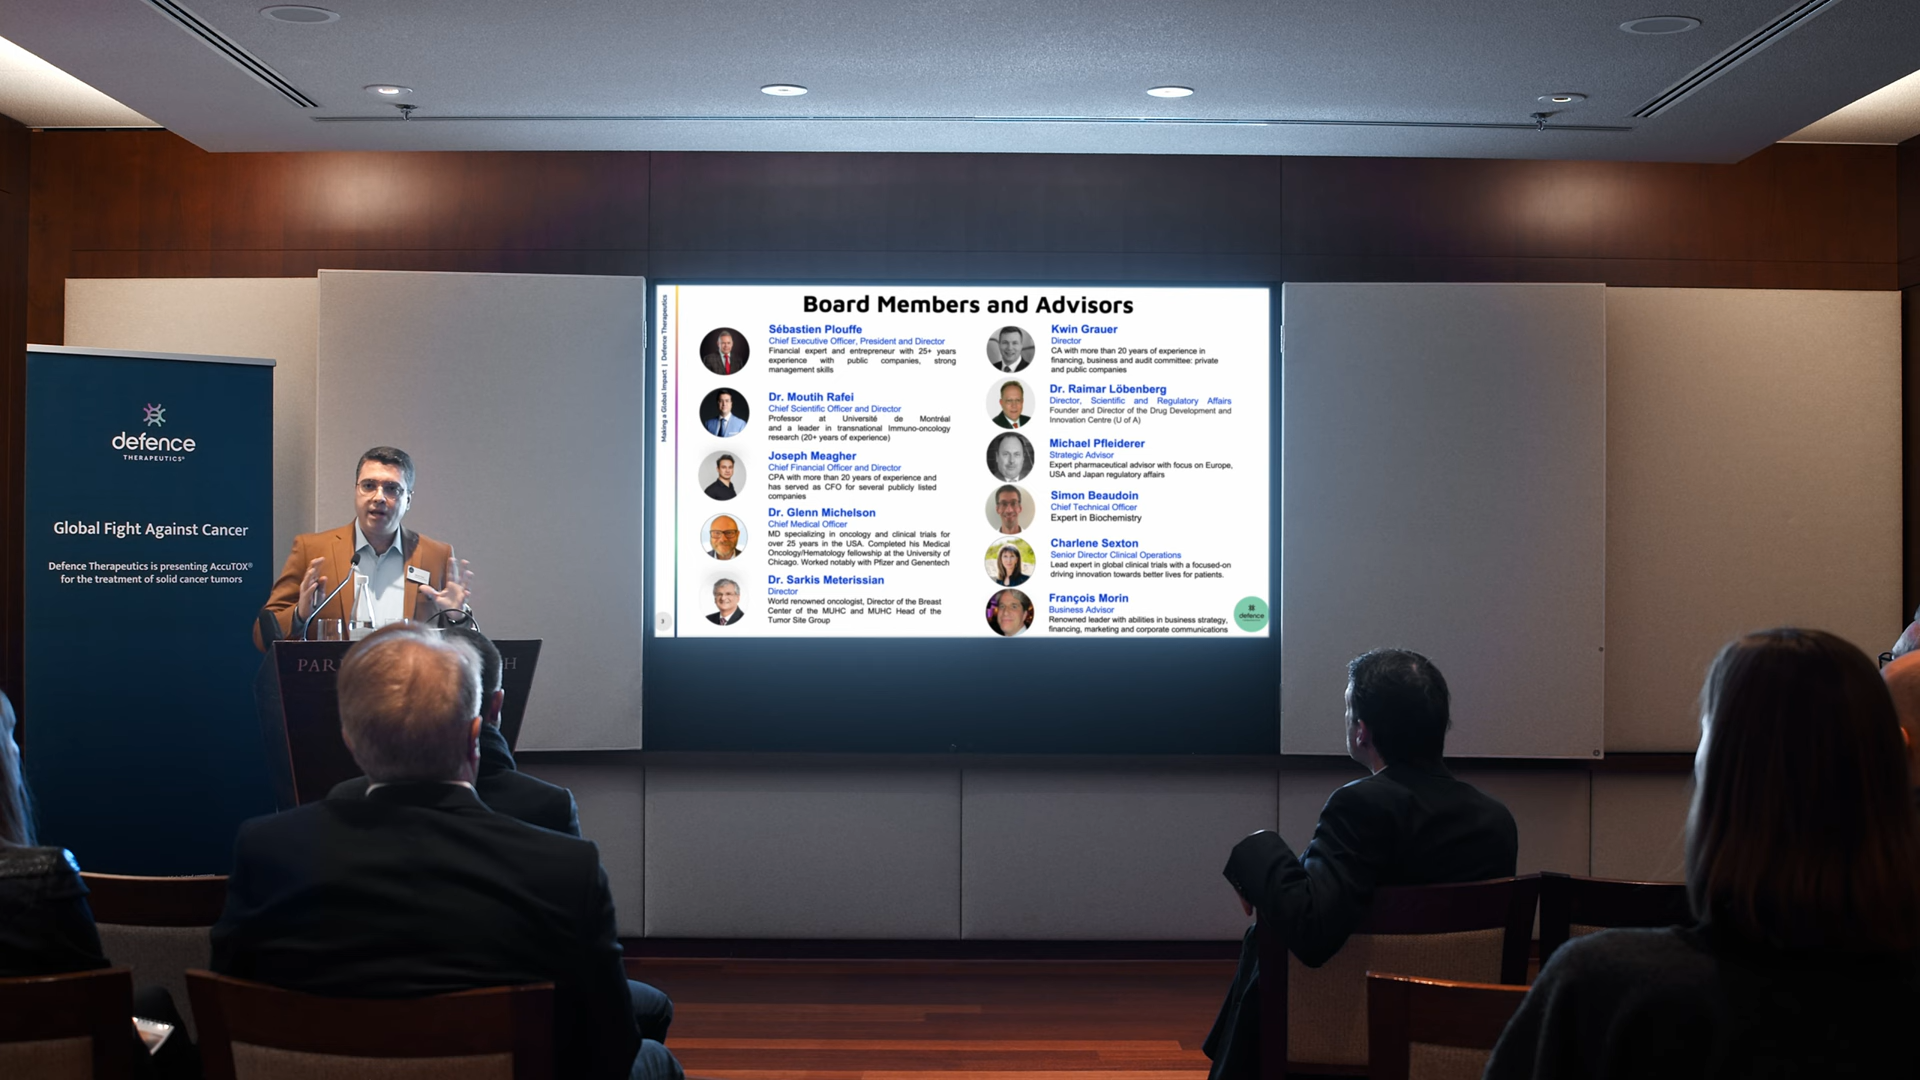 defence
THERAPEUTICS®
Global Fight Against Cancer
Defence Therapeutics is presenting AccuTOX®
for the treatment of solid cancer tumors
PAR
H
Making a Global Impact | Defence Therapeutics
3
Board Members and Advisors
Sébastien Plouffe
Chief Executive Officer, President and Director
Financial expert and entrepreneur with 25+ years
experience with public companies, strong
management skills
Dr. Moutih Rafei
Chief Scientific Officer and Director
Professor at Université de Montréal
and a leader in transnational Immuno-oncology
research (20+ years of experience)
Joseph Meagher
Chief Financial Officer and Director
CPA with more than 20 years of experience and
has served as CFO for several publicly listed
companies
Dr. Glenn Michelson
Chief Medical Officer
MD specializing in oncology and clinical trials for
over 25 years in the USA. Completed his Medical
Oncology/Hematology fellowship at the University of
Chicago. Worked notably with Pfizer and Genentech
Dr. Sarkis Meterissian
Director
World renowned oncologist, Director of the Breast
Center of the MUHC and MUHC Head of the
Tumor Site Group
Kwin Grauer
Director
CA with more than 20 years of experience in
financing, business and audit committee: private
and public companies
Dr. Raimar Löbenberg
Director, Scientific and Regulatory Affairs
Founder and Director of the Drug Development and
Innovation Centre (U of A)
Michael Pfleiderer
Strategic Advisor
Expert pharmaceutical advisor with focus on Europe,
USA and Japan regulatory affairs
Simon Beaudoin
Chief Technical Officer
Expert in Biochemistry
Charlene Sexton
Senior Director Clinical Operations
Lead expert in global clinical trials with a focused-on
driving innovation towards better lives for patients.
François Morin
Business Advisor
Renowned leader with abilities in business strategy,
financing, marketing and corporate communications
defence